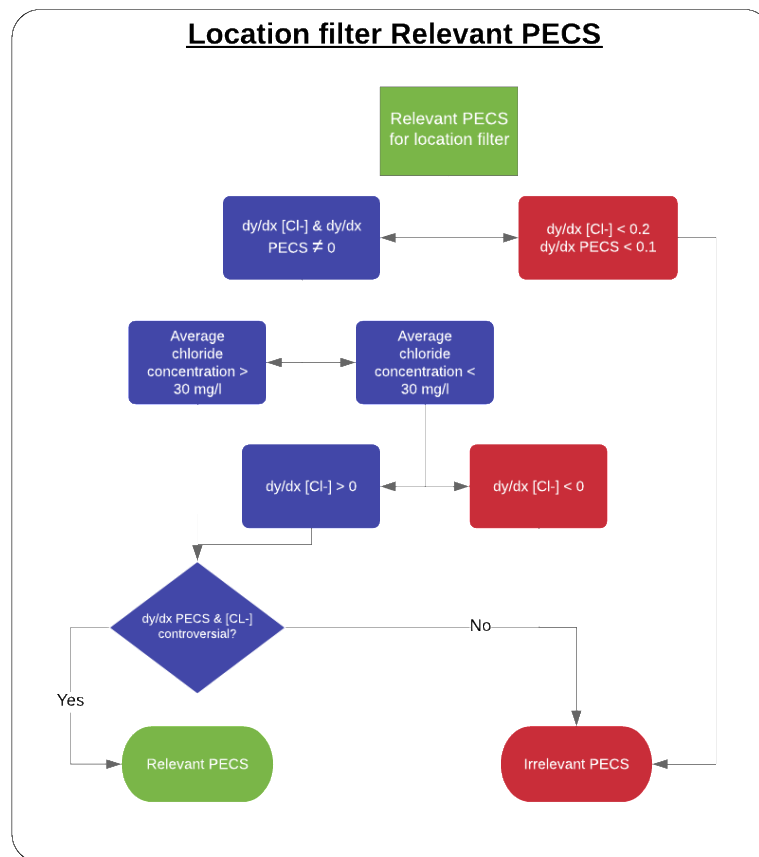 Location filter Relevant PECS
Relevant PECS
for location filter
dy/dx [Cl-] & dy/dx
PECS ≠ 0
dy/dx [Cl-] < 0.2
dy/dx PECS < 0.1
Average
chloride
concentration >
30 mg/l
Average
chloride
concentration <
30 mg/l
dy/dx [Cl-] > 0
dy/dx [Cl-] < 0
dy/dx PECS & [CL-]
controversial?
No
Yes
Relevant PECS
Irrelevant PECS